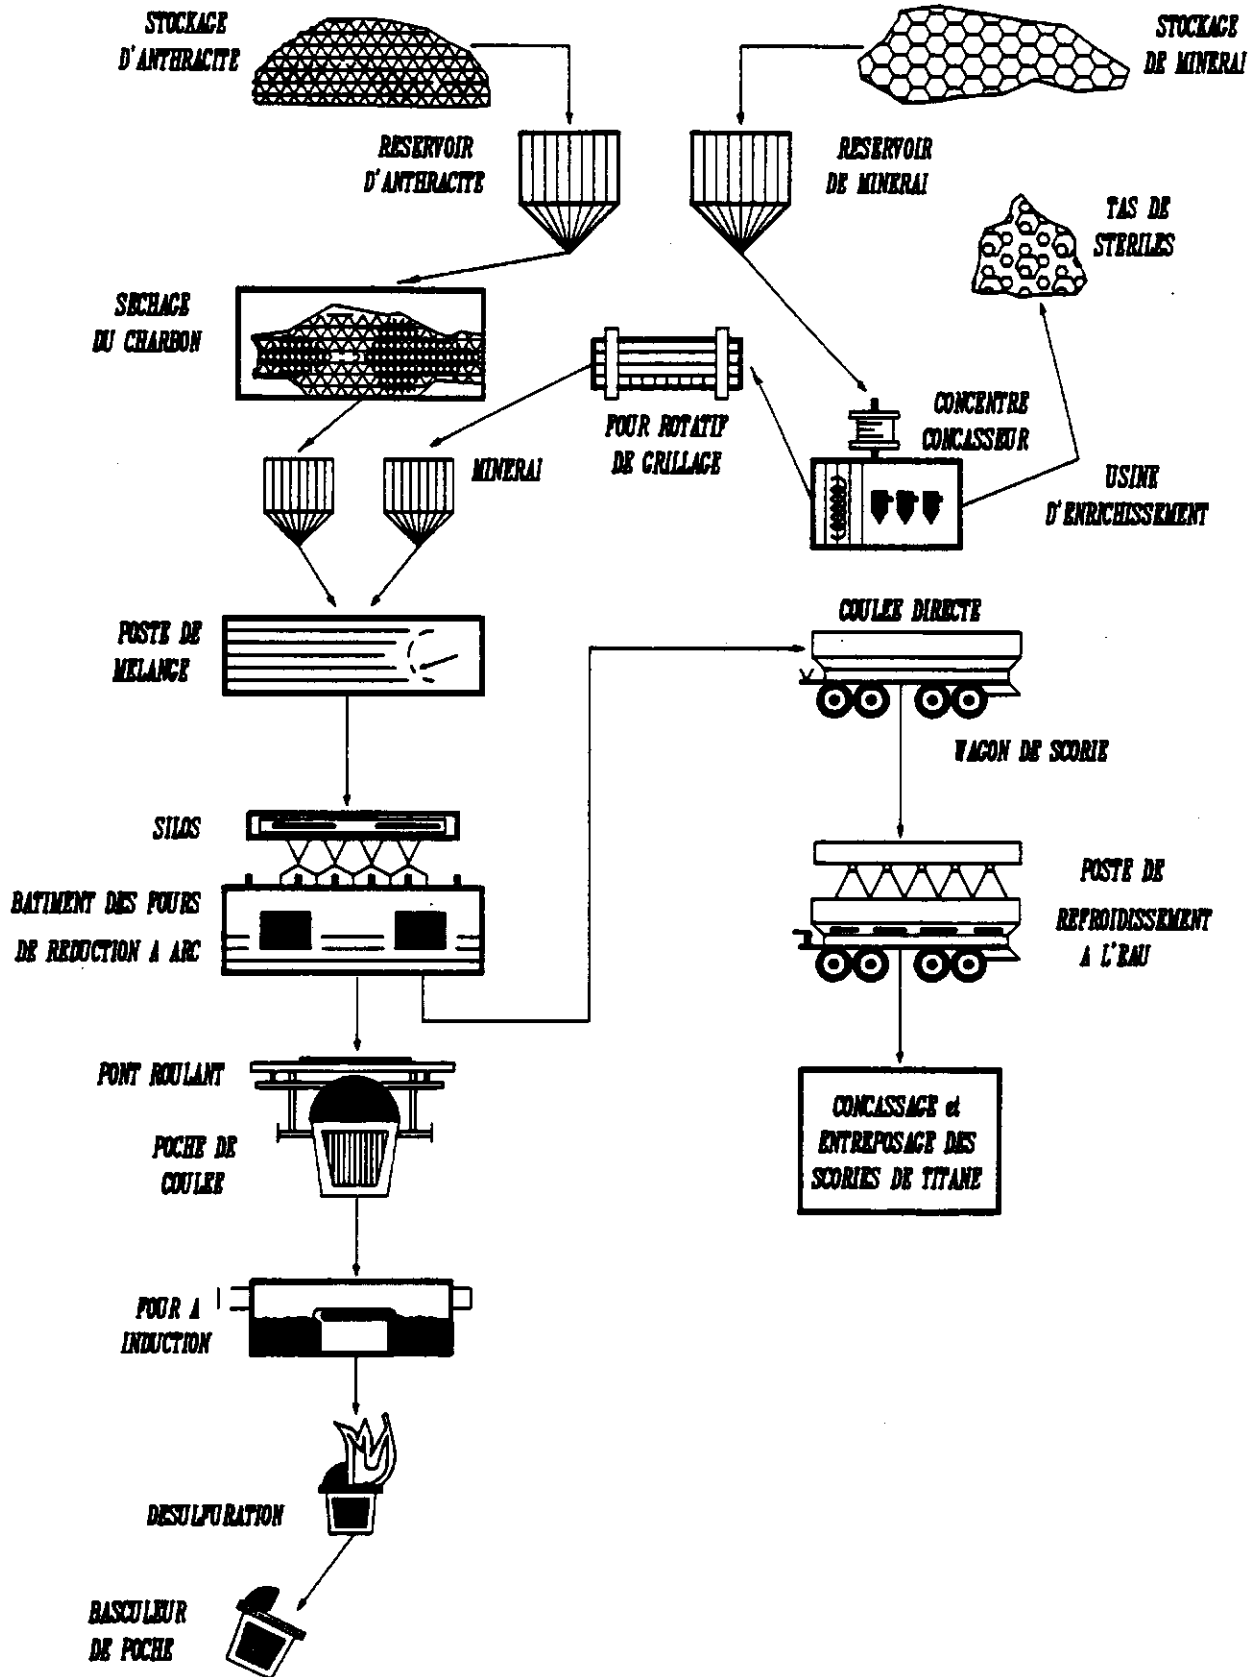 STOCKAGE
D'ANTHRACITE
STOCKAGE
DE MINERAI
RESERVOIR
D'ANTHRACITE
RESERVOIR
DE MINERAI
TAS DE
STERILES
SECHAGE
DU CHARBON
FOUR ROTATIF
DE GRILLAGE
CONCENTRE
CONCASSEUR
MINERAI
USINE
D'ENRICHISSEMENT
POSTE DE
MELANGE
COULEE DIRECTE
WAGON DE SCORIE
SILOS
BATIMENT DES FOURS
DE REDUCTION A ARC
POSTE DE
REFROIDISSEMENT
A L'EAU
PONT ROULANT
POCHE DE
COULEE
CONCASSAGE et
ENTREPOSAGE DES
SCORIES DE TITANE
FOUR A
INDUCTION
DESULFURATION
BASCULEUR
DE POCHE